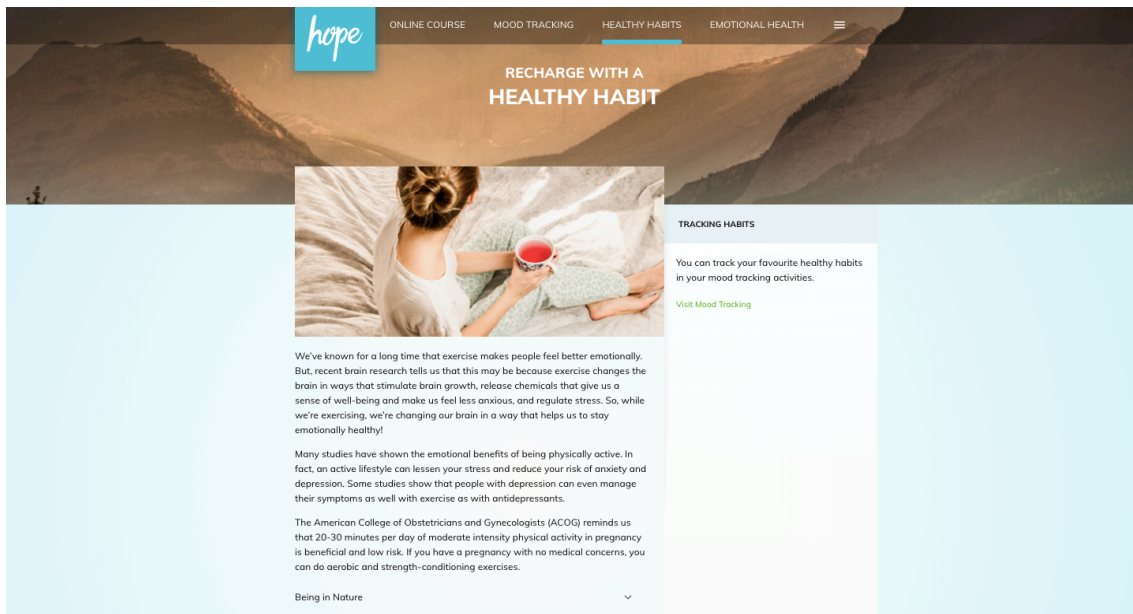 hope
ONLINE COURSE
MOOD TRACKING
HEALTHY HABITS
EMOTIONAL HEALTH
RECHARGE WITH A
HEALTHY HABIT
We've known for a long time that exercise makes people feel better emotionally.
But, recent brain research tells us that this may be because exercise changes the
brain in ways that stimulate brain growth, release chemicals that give us a
sense of well-being and make us feel less anxious, and regulate stress. So, while
we're exercising, we're changing our brain in a way that helps us to stay
emotionally healthy!
Many studies have shown the emotional benefits of being physically active. In
fact, an active lifestyle can lessen your stress and reduce your risk of anxiety and
depression. Some studies show that people with depression can even manage
their symptoms as well with exercise as with antidepressants.
The American College of Obstetricians and Gynecologists (ACOG) reminds us
that 20-30 minutes per day of moderate intensity physical activity in pregnancy
is beneficial and low risk. If you have a pregnancy with no medical concerns, you
can do aerobic and strength-conditioning exercises.
Being in Nature
TRACKING HABITS
You can track your favourite healthy habits
in your mood tracking activities.
Visit Mood Tracking